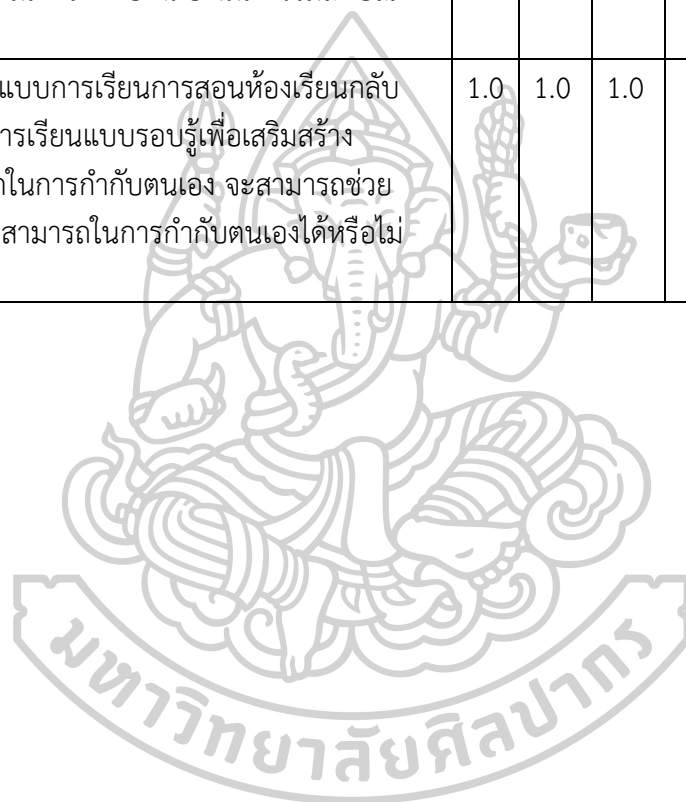 แบบการเรียนการสอนห้องเรียนกลับ 1.0 1.0 1.0
การเรียนแบบรอบรู้เพื่อเสริมสร้าง
ในการกำกับตนเอง จะสามารถช่วย
สามารถในการกำกับตนเองได้หรือไม่
มหาวิทยาลัยศิลปากร